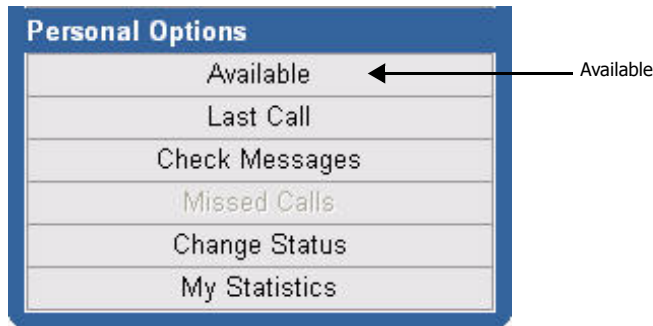 Personal Options
Available
Available
Last Call
Check Messages
Missed Calls
Change Status
My Statistics